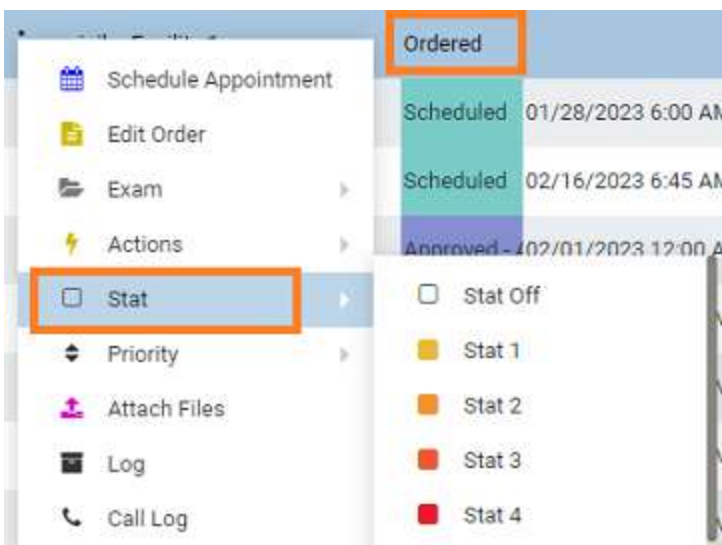 Ordered
Schedule Appointment
Scheduled 01/28/2023 6:00 AM
Edit Order
Exam
Scheduled 02/16/2023 6:45 AM
Actions
Approved - 02/01/2023 12:00 A
Stat
Stat Off
Priority
Stat 1
Attach Files
Stat 2
Log
Stat 3
Call Log
Stat 4